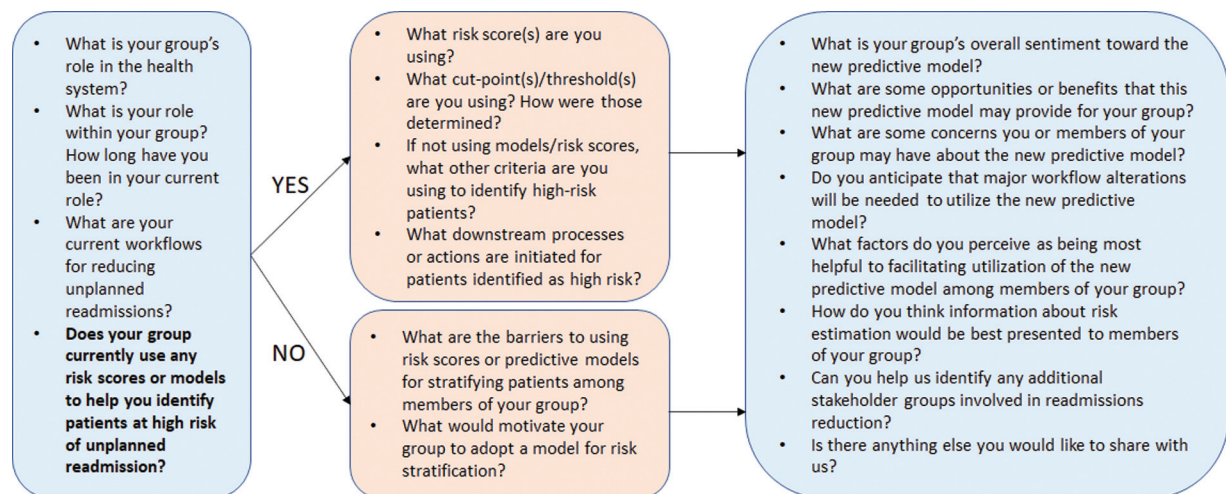 • What is your group's
role in the health
system?
• What is your role
within your group?
How long have you
been in your current
role?
• What are your
current workflows
for reducing
unplanned
readmissions?
• Does your group
currently use any
risk scores or models
to help you identify
patients at high risk
of unplanned
readmission?
YES
NO
• What risk score(s) are you
using?
• What cut-point(s)/threshold(s)
are you using? How were those
determined?
• If not using models/risk scores,
what other criteria are you
using to identify high-risk
patients?
• What downstream processes
or actions are initiated for
patients identified as high risk?
• What are the barriers to using
risk scores or predictive models
for stratifying patients among
members of your group?
• What would motivate your
group to adopt a model for risk
stratification?
• What is your group's overall sentiment toward the
new predictive model?
• What are some opportunities or benefits that this
new predictive model may provide for your group?
• What are some concerns you or members of your
group may have about the new predictive model?
• Do you anticipate that major workflow alterations
will be needed to utilize the new predictive
model?
• What factors do you perceive as being most
helpful to facilitating utilization of the new
predictive model among members of your group?
• How do you think information about risk
estimation would be best presented to members
of your group?
• Can you help us identify any additional
stakeholder groups involved in readmissions
reduction?
• Is there anything else you would like to share with
us?